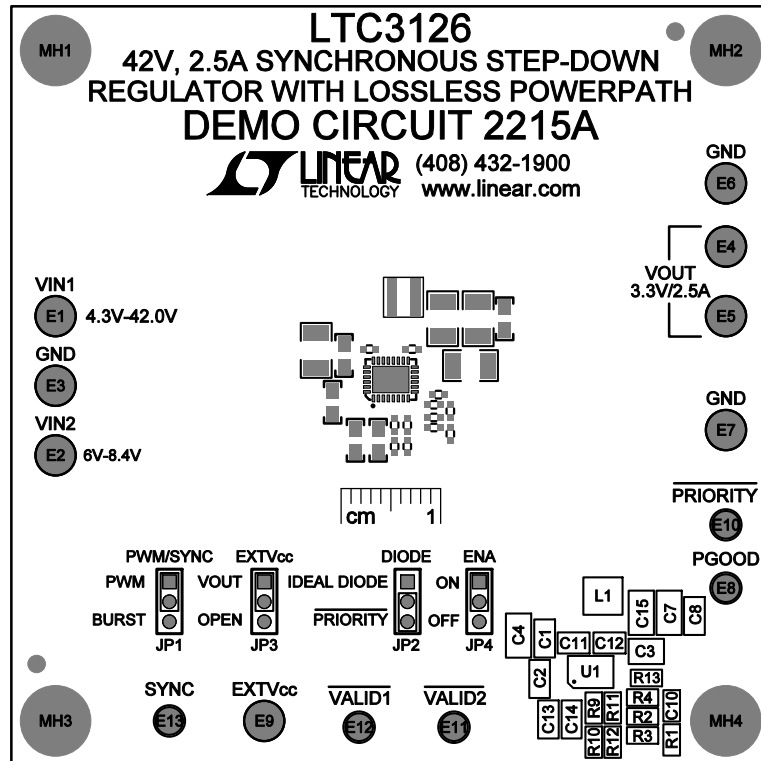 LTC3126
MH1
MH2
42V, 2.5A SYNCHRONOUS STEP-DOWN
REGULATOR WITH LOSSLESS POWERPATH
DEMO CIRCUIT 2215A
LINEAR
TECHNOLOGY
(408) 432-1900
www.linear.com
GND
E6
E4
VOUT
3.3V/2.5A
E5
VIN1
E1
4.3V-42.0V
GND
E3
VIN2
E2
6V-8.4V
GND
E7
cm 1
PRIORITY
E10
PGOOD
E8
PWM/SYNC
EXTVcc
DIODE
ENA
PWM
VOUT
IDEAL DIODE
ON
BURST
OPEN
PRIORITY
OFF
JP1
JP3
JP2
JP4
L1
C15
C7
C8
C4
C1
C11
C12
C3
C2
U1
R13
C13
C14
R9
R11
R4
R2
R3
C10
R10
R12
R1
SYNC
EXTVcc
VALID1
VALID2
MH3
E13
E9
E12
E11
MH4